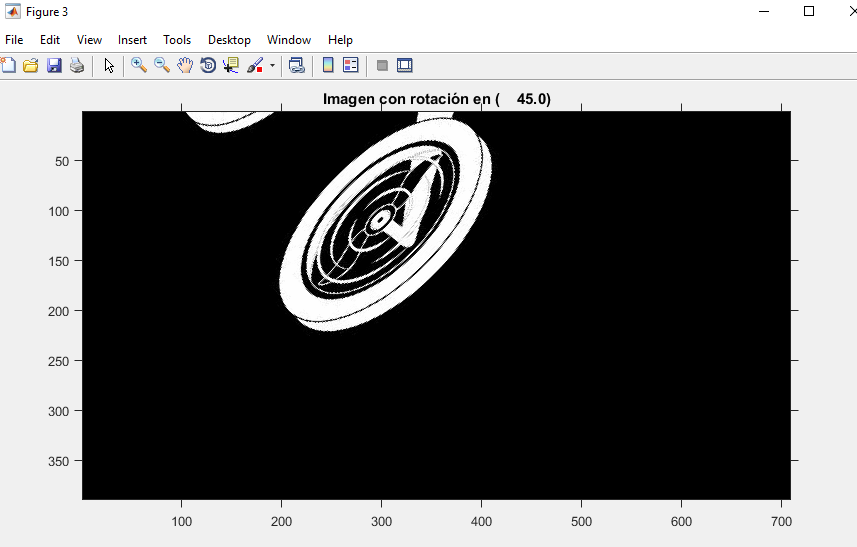 Figure 3
File Edit View Insert Tools Desktop Window Help
Imagen con rotación en ( 45.0)
50
100
150
200
250
300
350
100 200 300 400 500 600 700